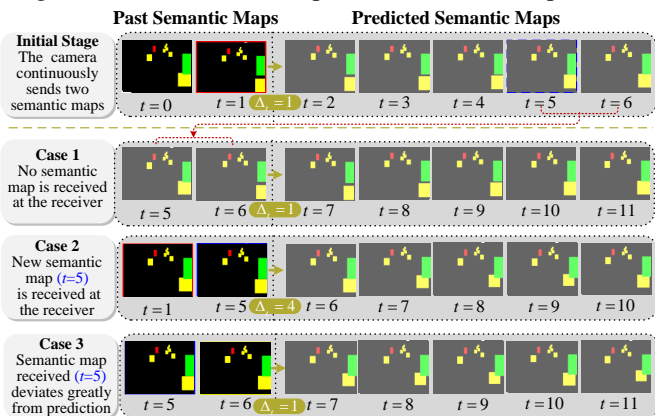 Past Semantic Maps Predicted Semantic Maps
Initial Stage
The camera
continuously
sends two
semantic maps
t=0 t=1 Δ = 1 t=2 t=3 t=4 t=5 t=6
Case 1
No semantic
map is received
at the receiver
t=5 t=6 Δ = 1 t=7 t=8 t=9 t=10 t=11
Case 2
New semantic
map (t=5)
is received at
the receiver
t=1 t=5 Δ = 4 t=6 t=7 t=8 t=9 t=10
Case 3
Semantic map
received (t=5)
deviates greatly
from prediction
t=5 t=6 Δ = 1 t=7 t=8 t=9 t=10 t=11